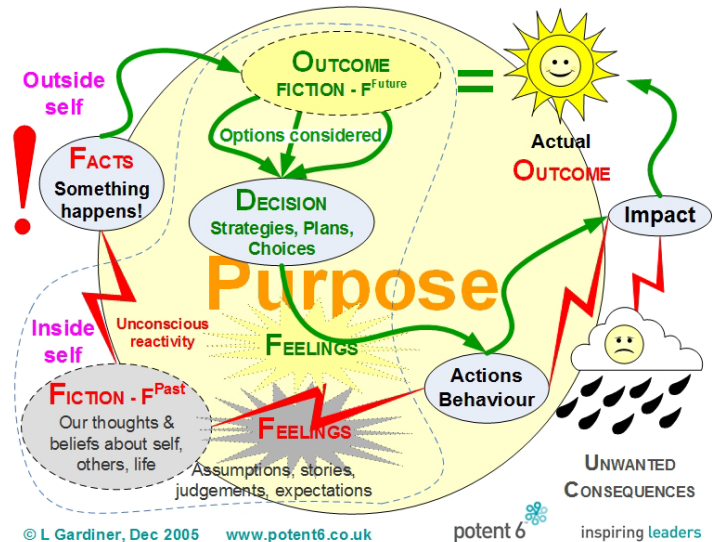 Outside
self
!
FACTS
Something
happens!
OUTCOME
FICTION - F^Future
Options considered
=
Actual
OUTCOME
DECISION
Strategies, Plans,
Choices
Impact
Purpose
Inside
self
Unconscious
reactivity
FEELINGS
FICTION - F^Past
Our thoughts &
beliefs about self,
others, life
FEELINGS
Assumptions, stories,
judgements, expectations
Actions
Behaviour
UNWANTED
CONSEQUENCES
© L Gardiner, Dec 2005 www.potent6.co.uk
potent 6
inspiring leaders